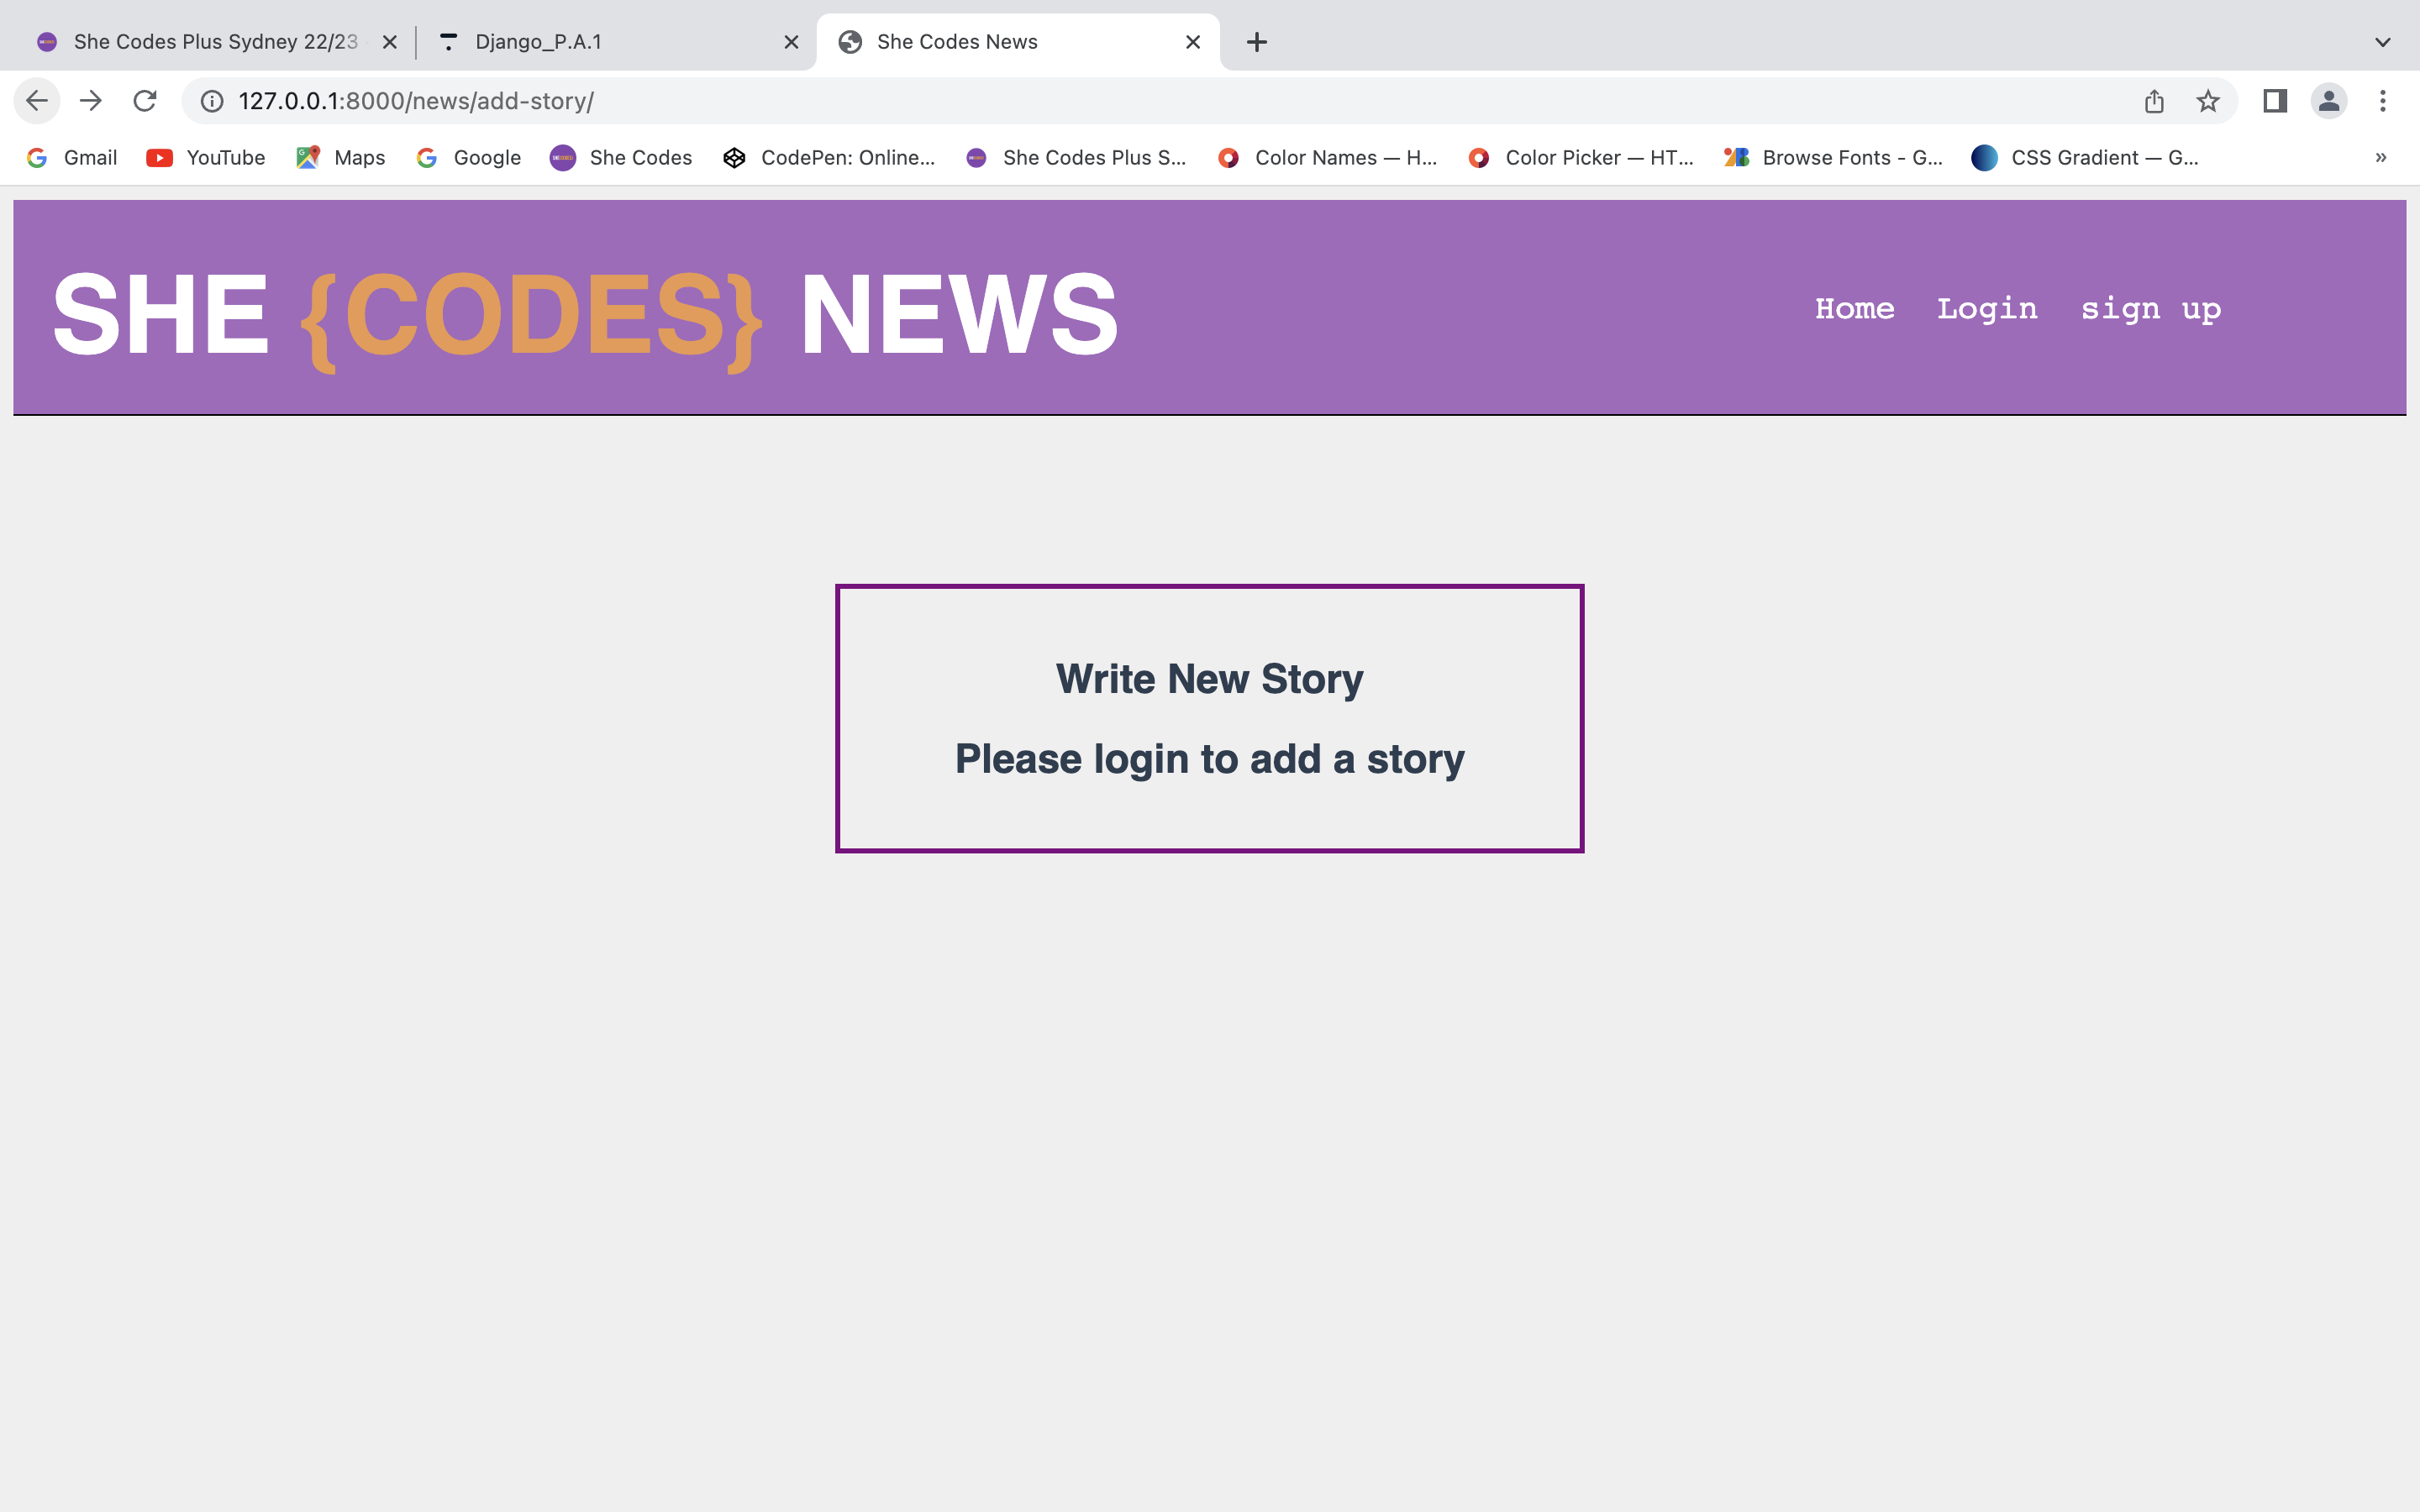 She Codes Plus Sydney 22/23
Django_P.A.1
She Codes News
127.0.0.1:8000/news/add-story/
Gmail
YouTube
Maps
Google
She Codes
CodePen: Online...
She Codes Plus S...
Color Names — H...
Color Picker — HT...
Browse Fonts - G...
CSS Gradient — G...
»
SHE {CODES} NEWS
Home Login sign up
Write New Story
Please login to add a story